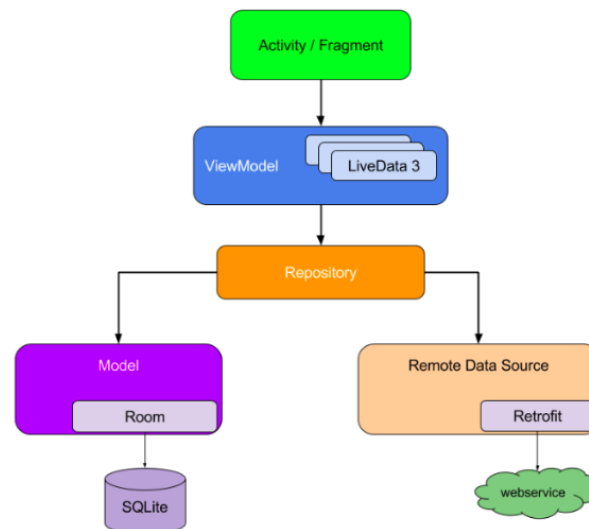 Activity / Fragment
ViewModel
LiveData 3
Repository
Model
Room
SQLite
Remote Data Source
Retrofit
webservice